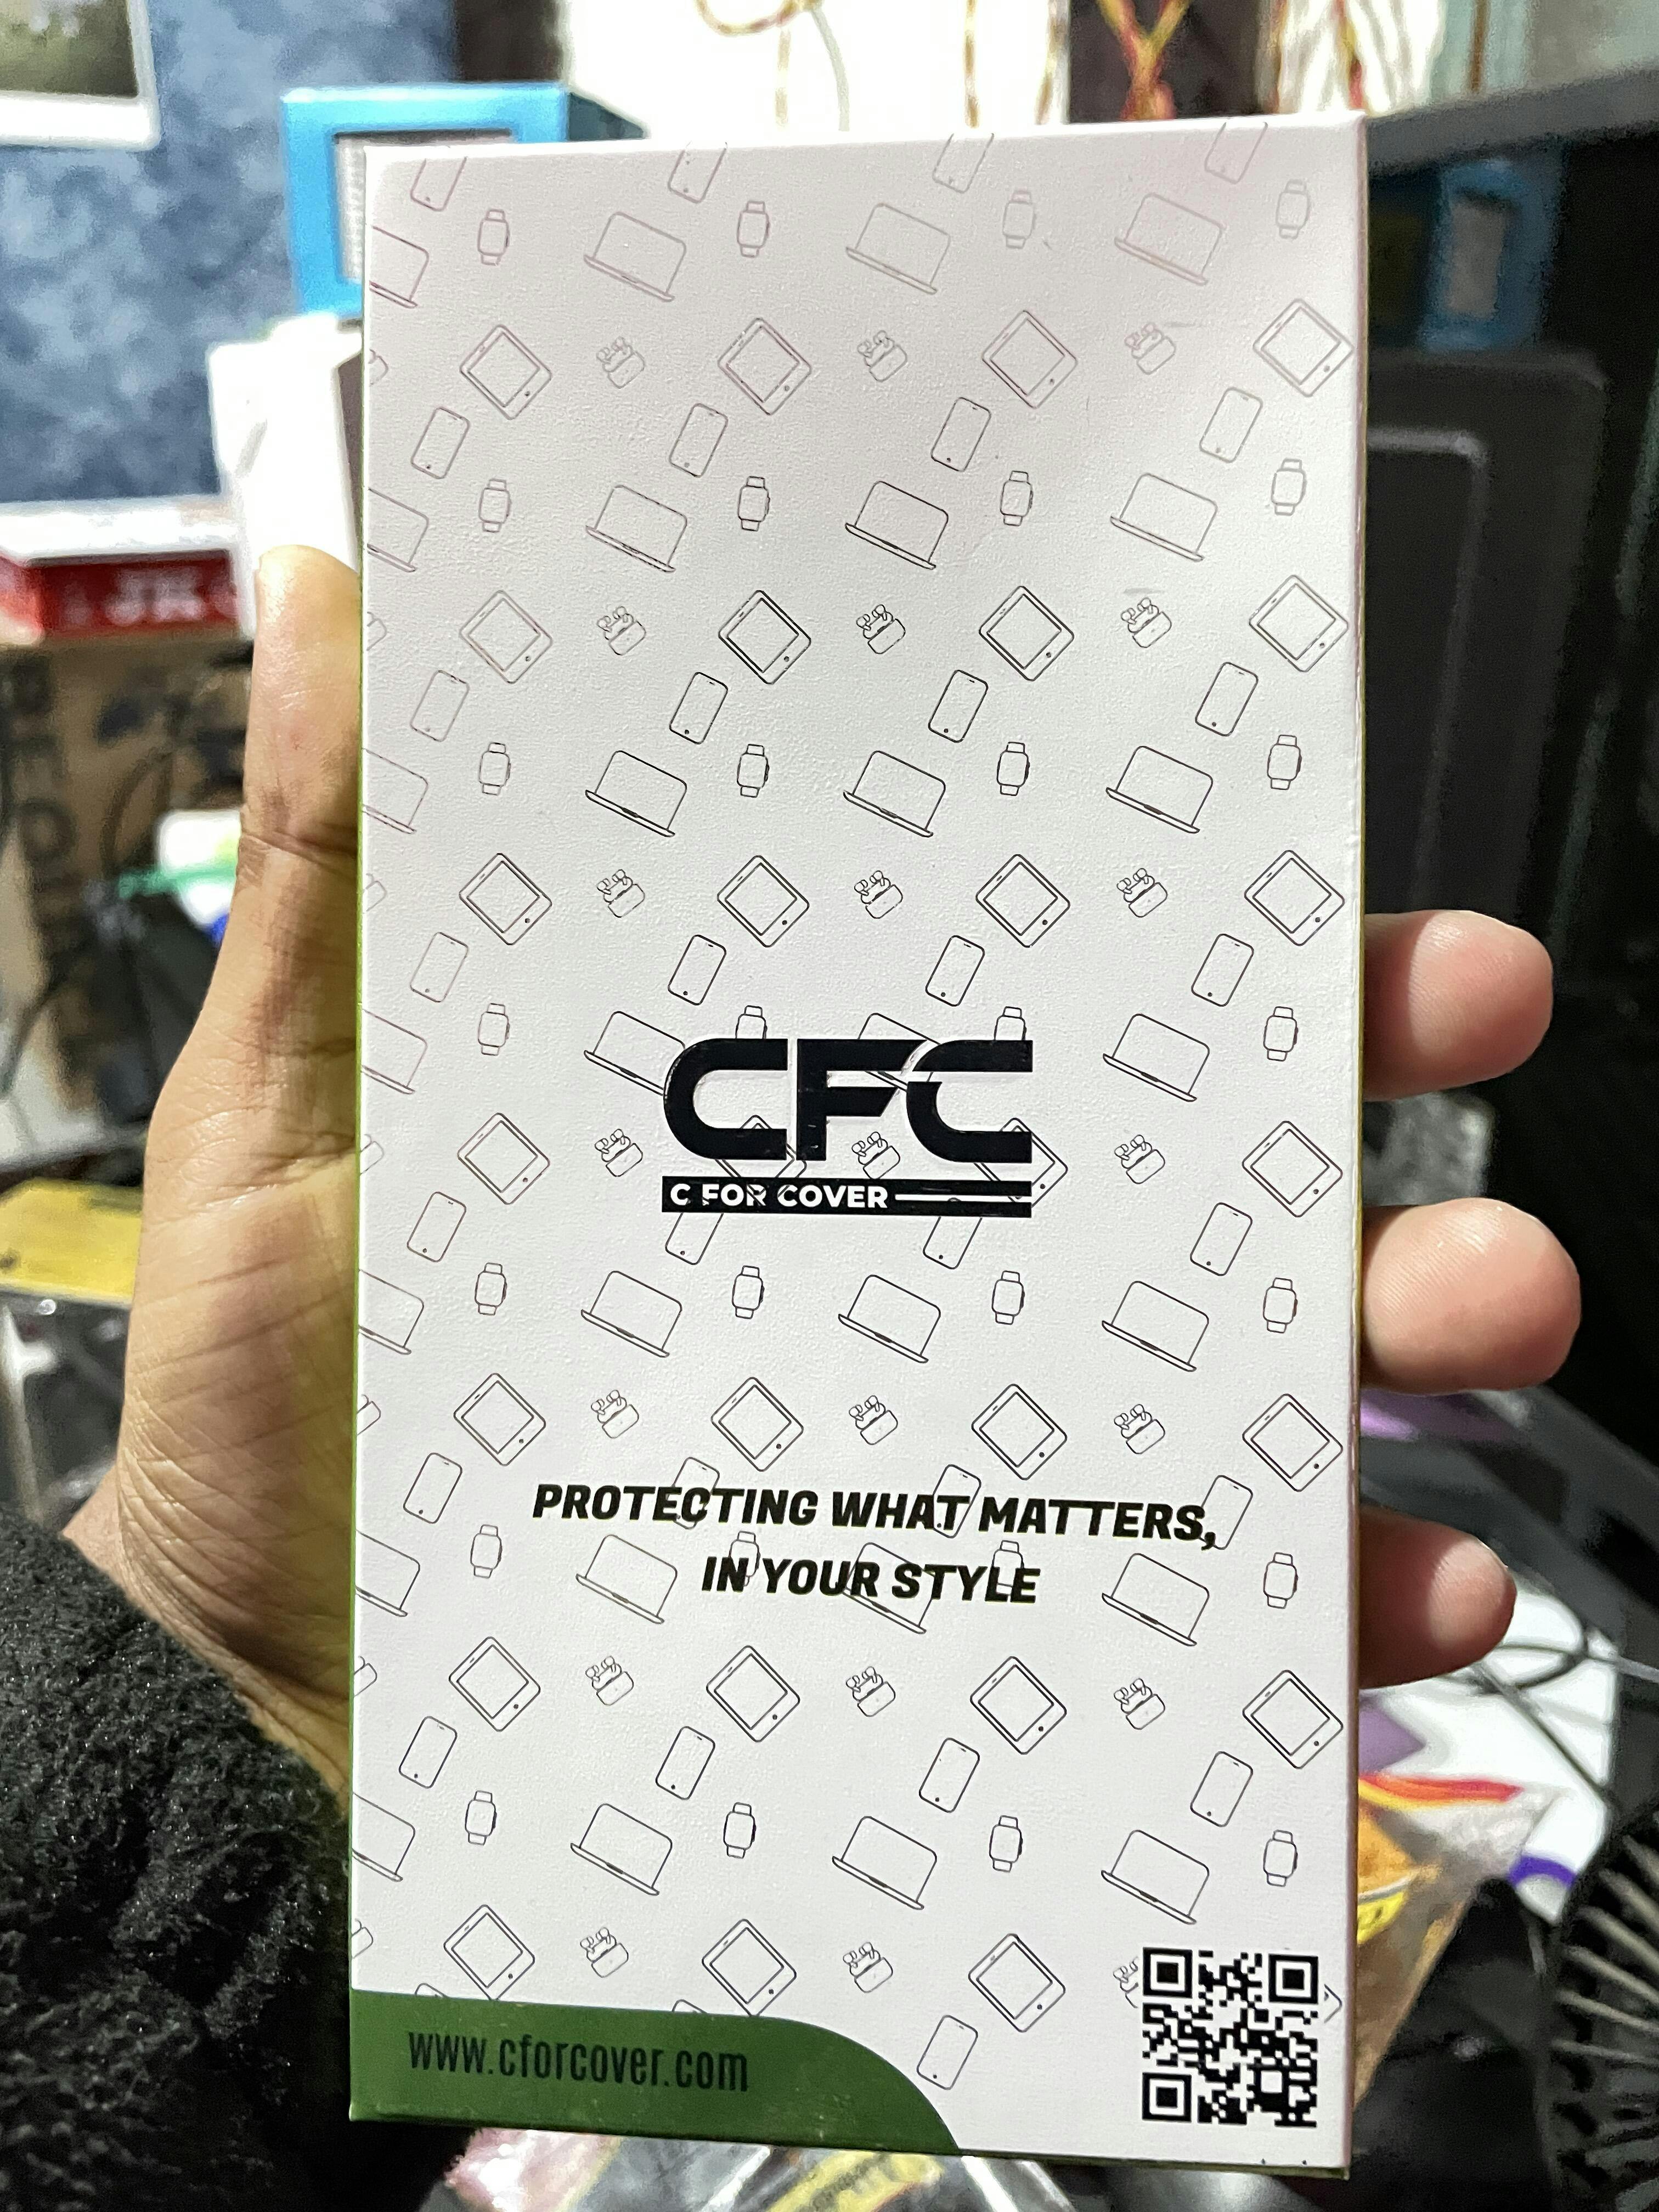 CFC
C FOR COVER
PROTECTING WHAT MATTERS,
IN YOUR STYLE
www.cforcover.com